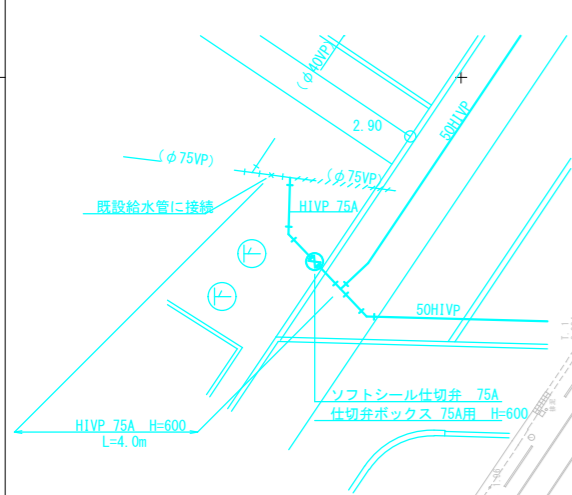 (φ40VP)
50HIVP
2.90
(φ75VP)
(φ75VP)
既設給水管に接続
HIVP 75A
50HIVP
ソフトシール仕切弁 75A
仕切弁ボックス 75A用 H=600
HIVP 75A H=600
L=4.0m